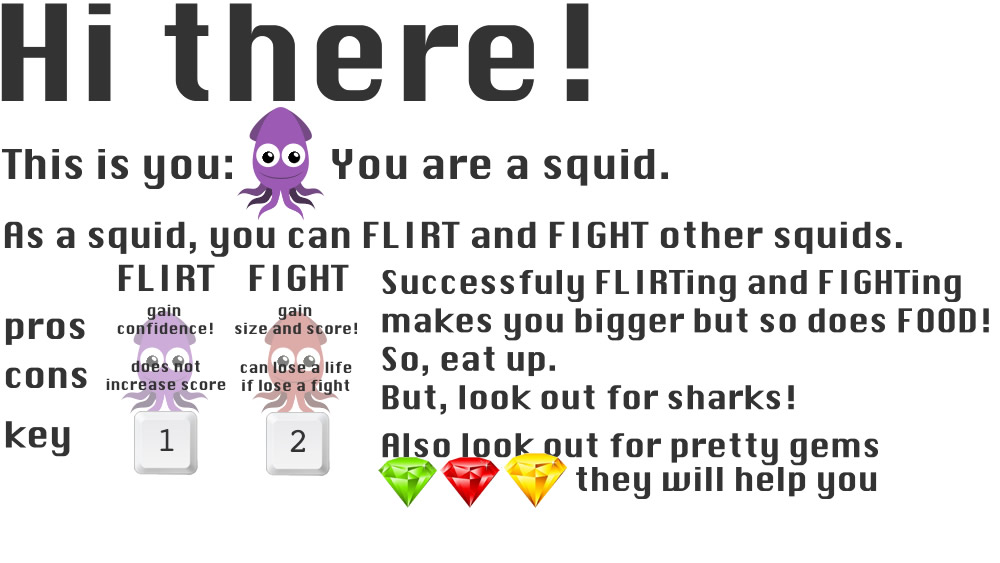 Hi there!
This is you: You are a squid.
As a squid, you can FLIRT and FIGHT other squids.
FLIRT FIGHT
pros
gain
confidence!
gain
size and score!
cons
does not
increase score
can lose a life
if lose a fight
key
1 2
Successfuly FLIRTing and FIGHTing
makes you bigger but so does FOOD!
So, eat up.
But, look out for sharks!
Also look out for pretty gems
they will help you